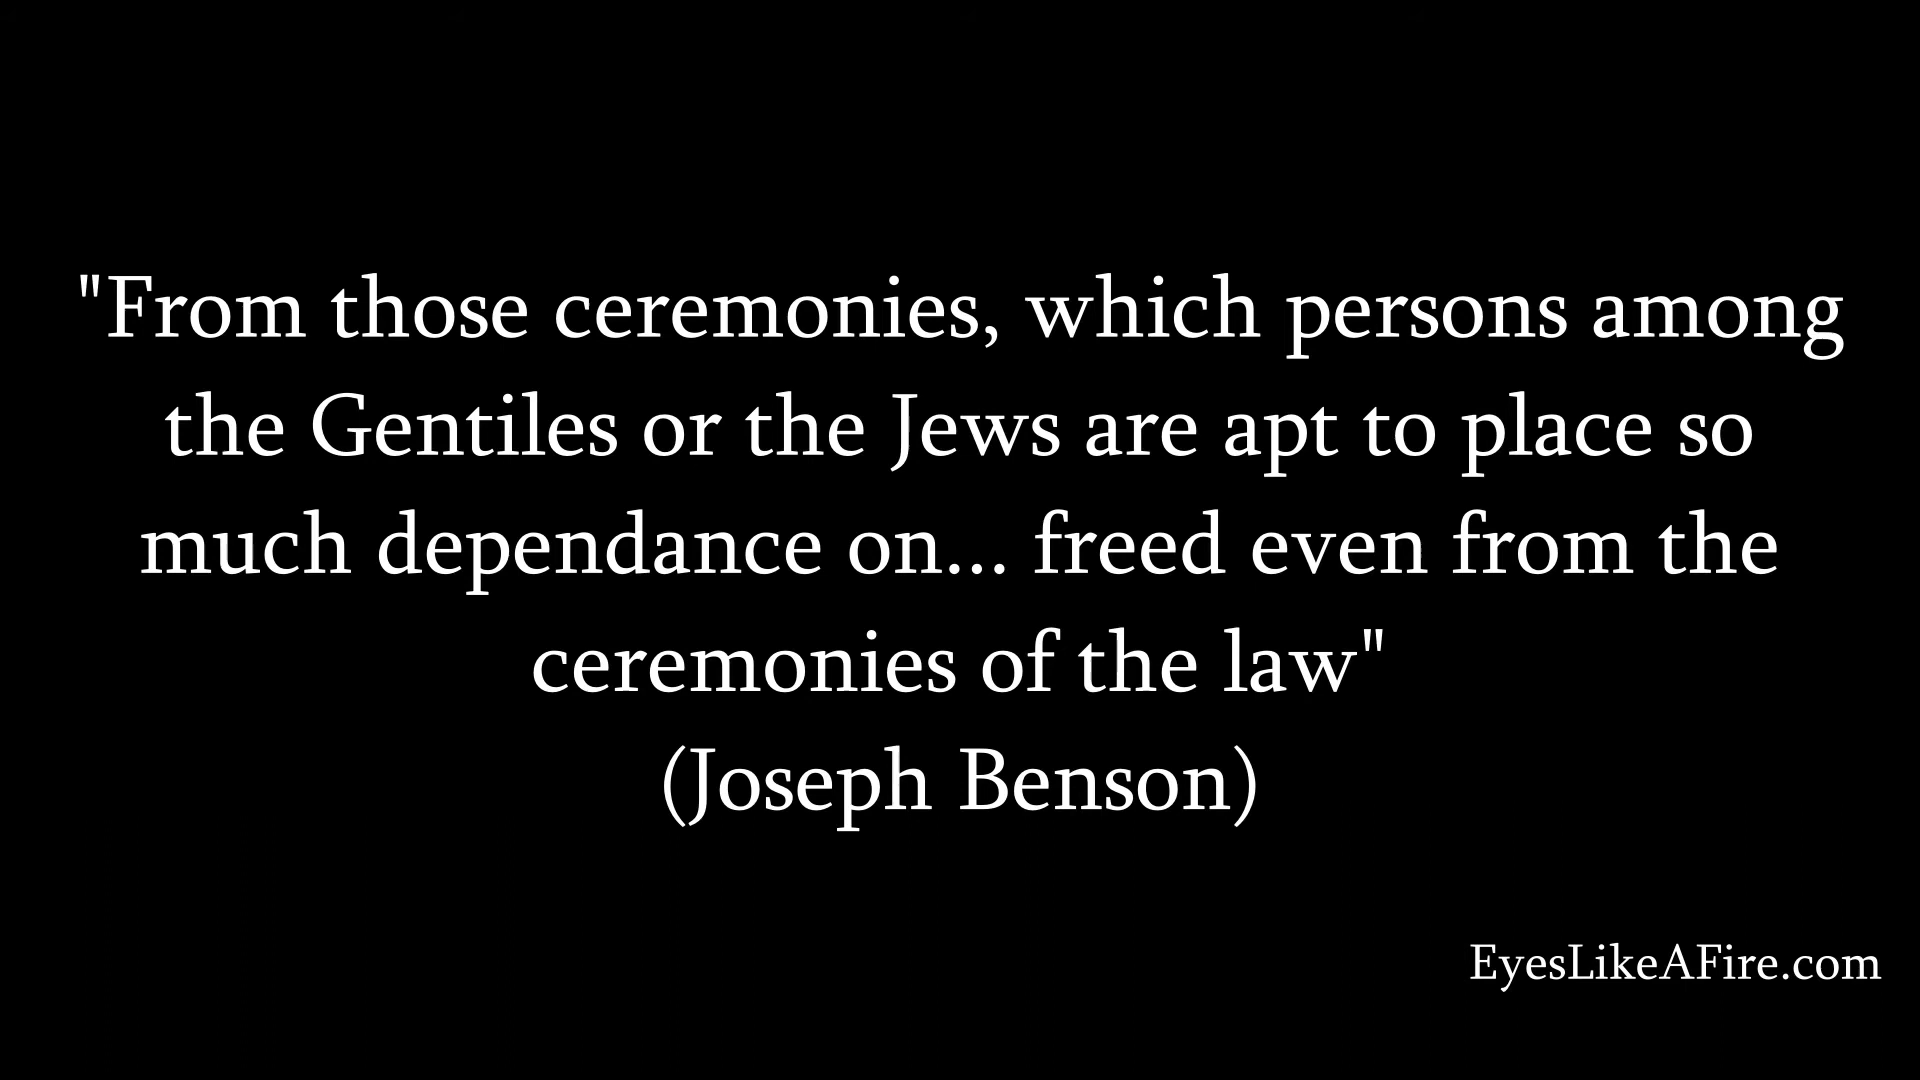 "From those ceremonies, which persons among
the Gentiles or the Jews are apt to place so
much dependance on... freed even from the
ceremonies of the law"
(Joseph Benson)
EyesLikeAFire.com